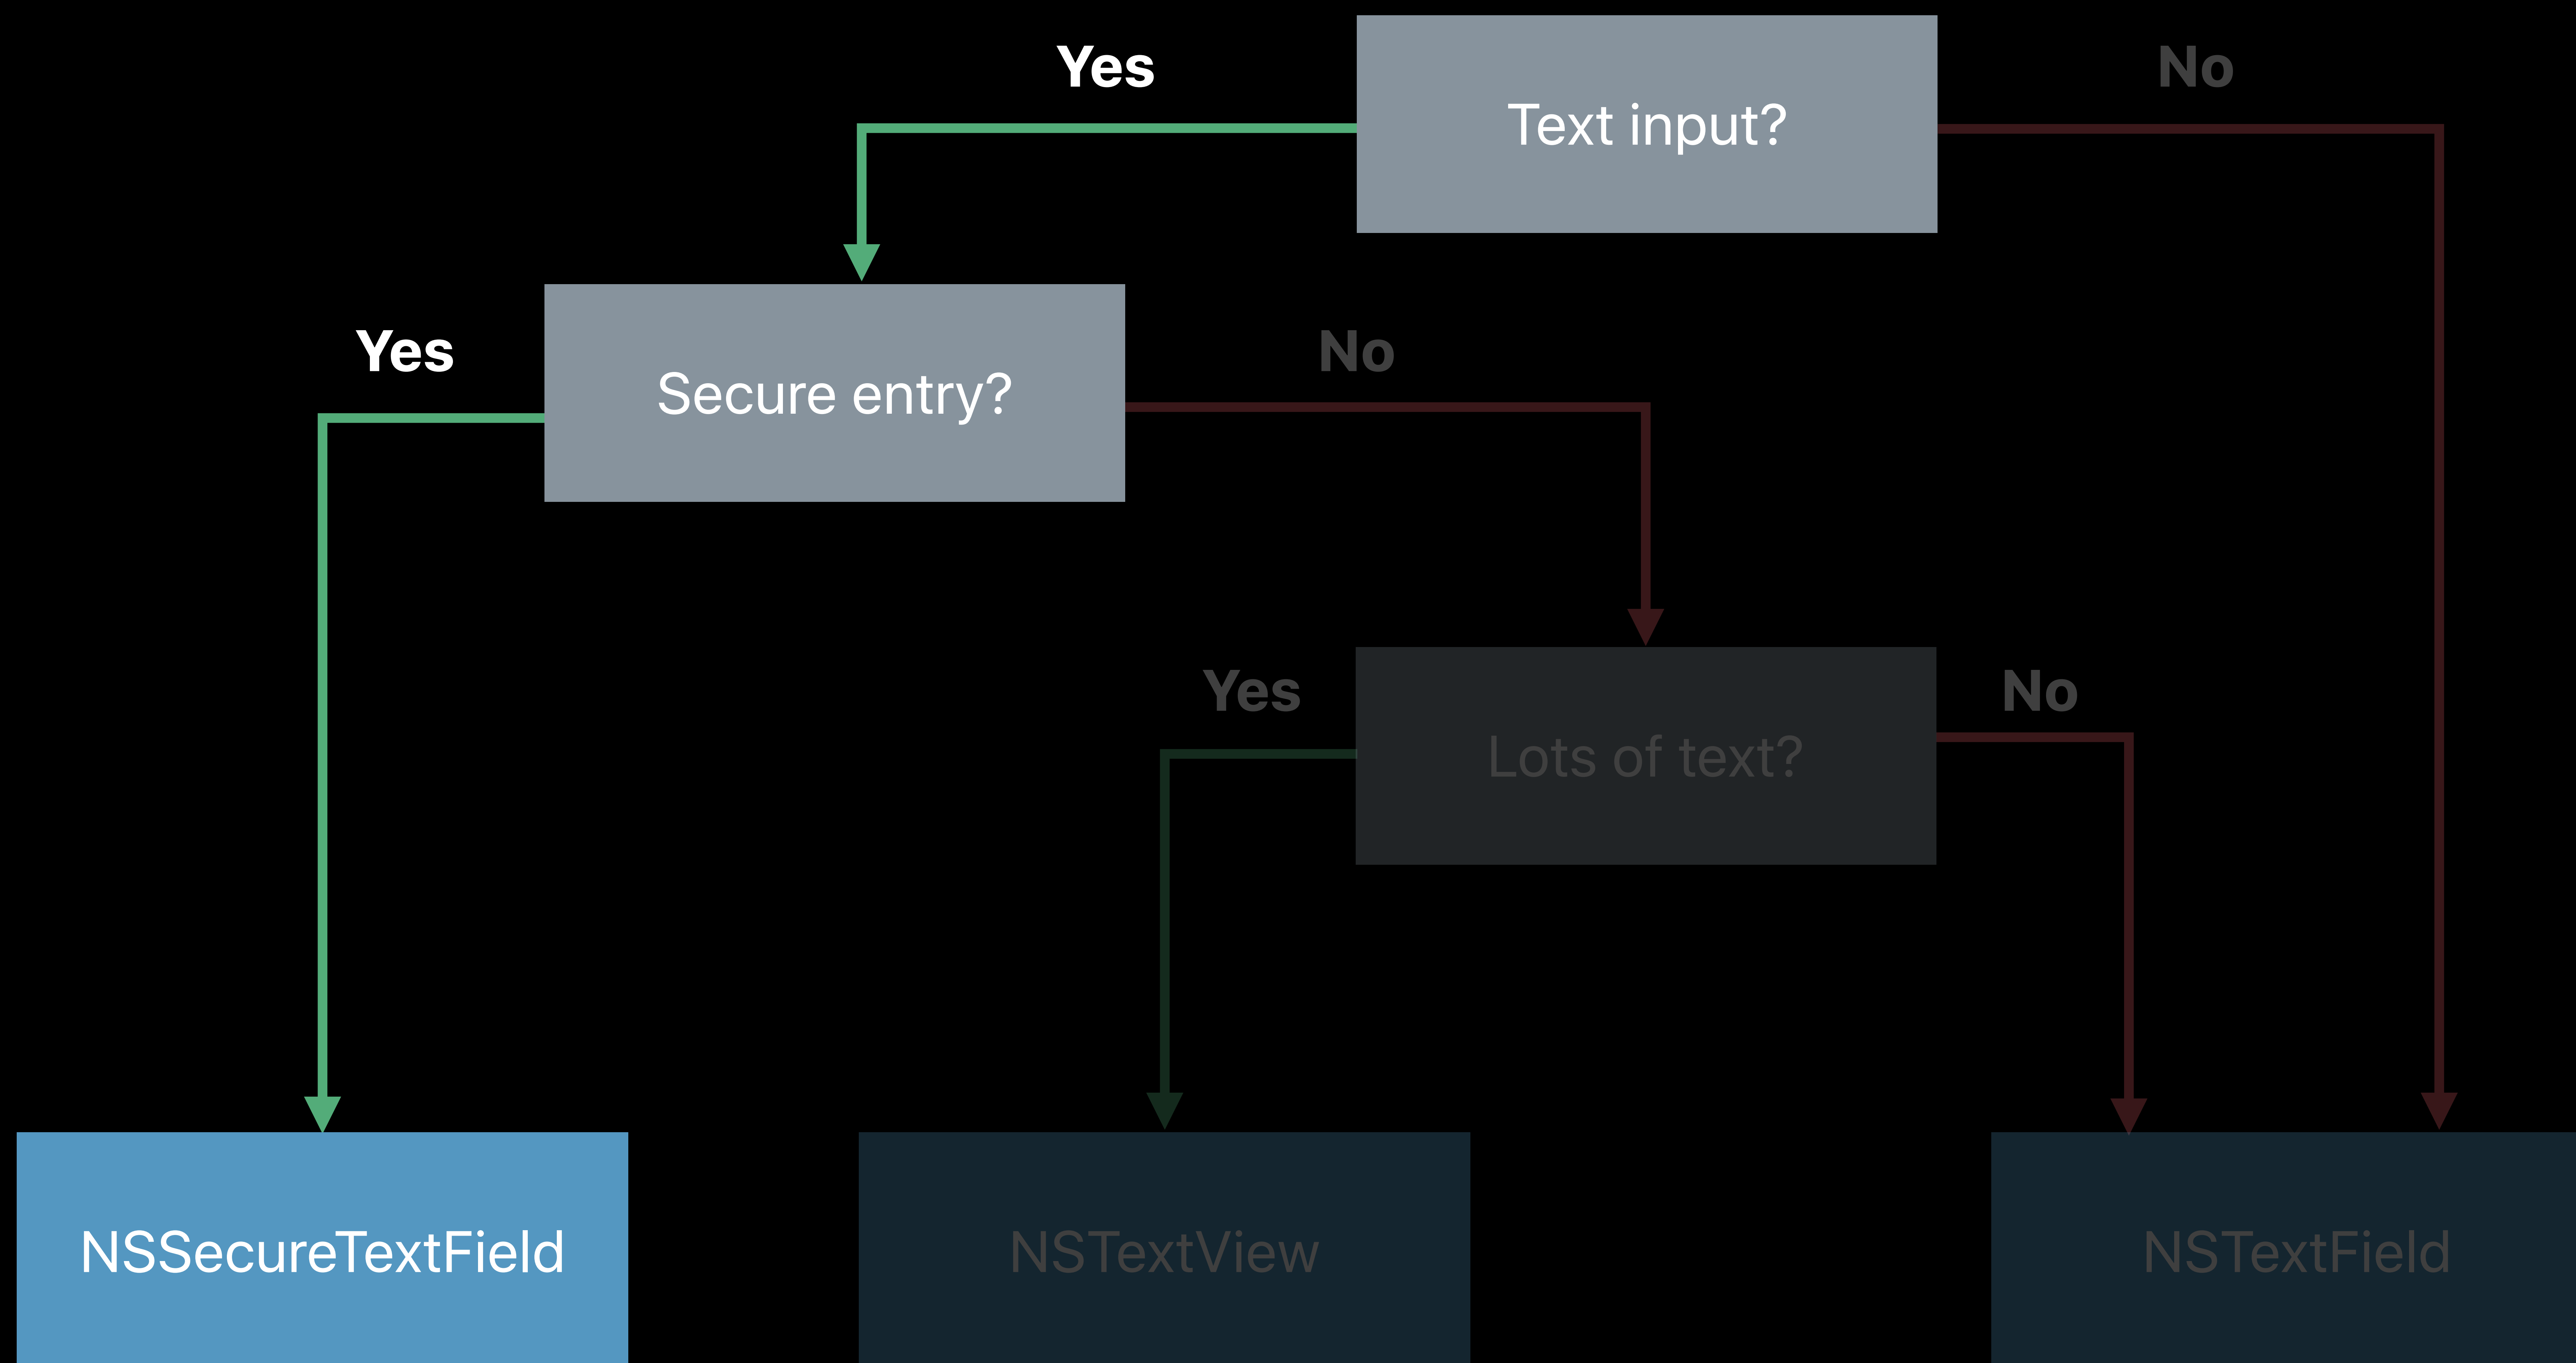 Yes
Text input?
No
Yes
Secure entry?
No
Yes
Lots of text?
No
NSSecureTextField
NSTextView
NSTextField